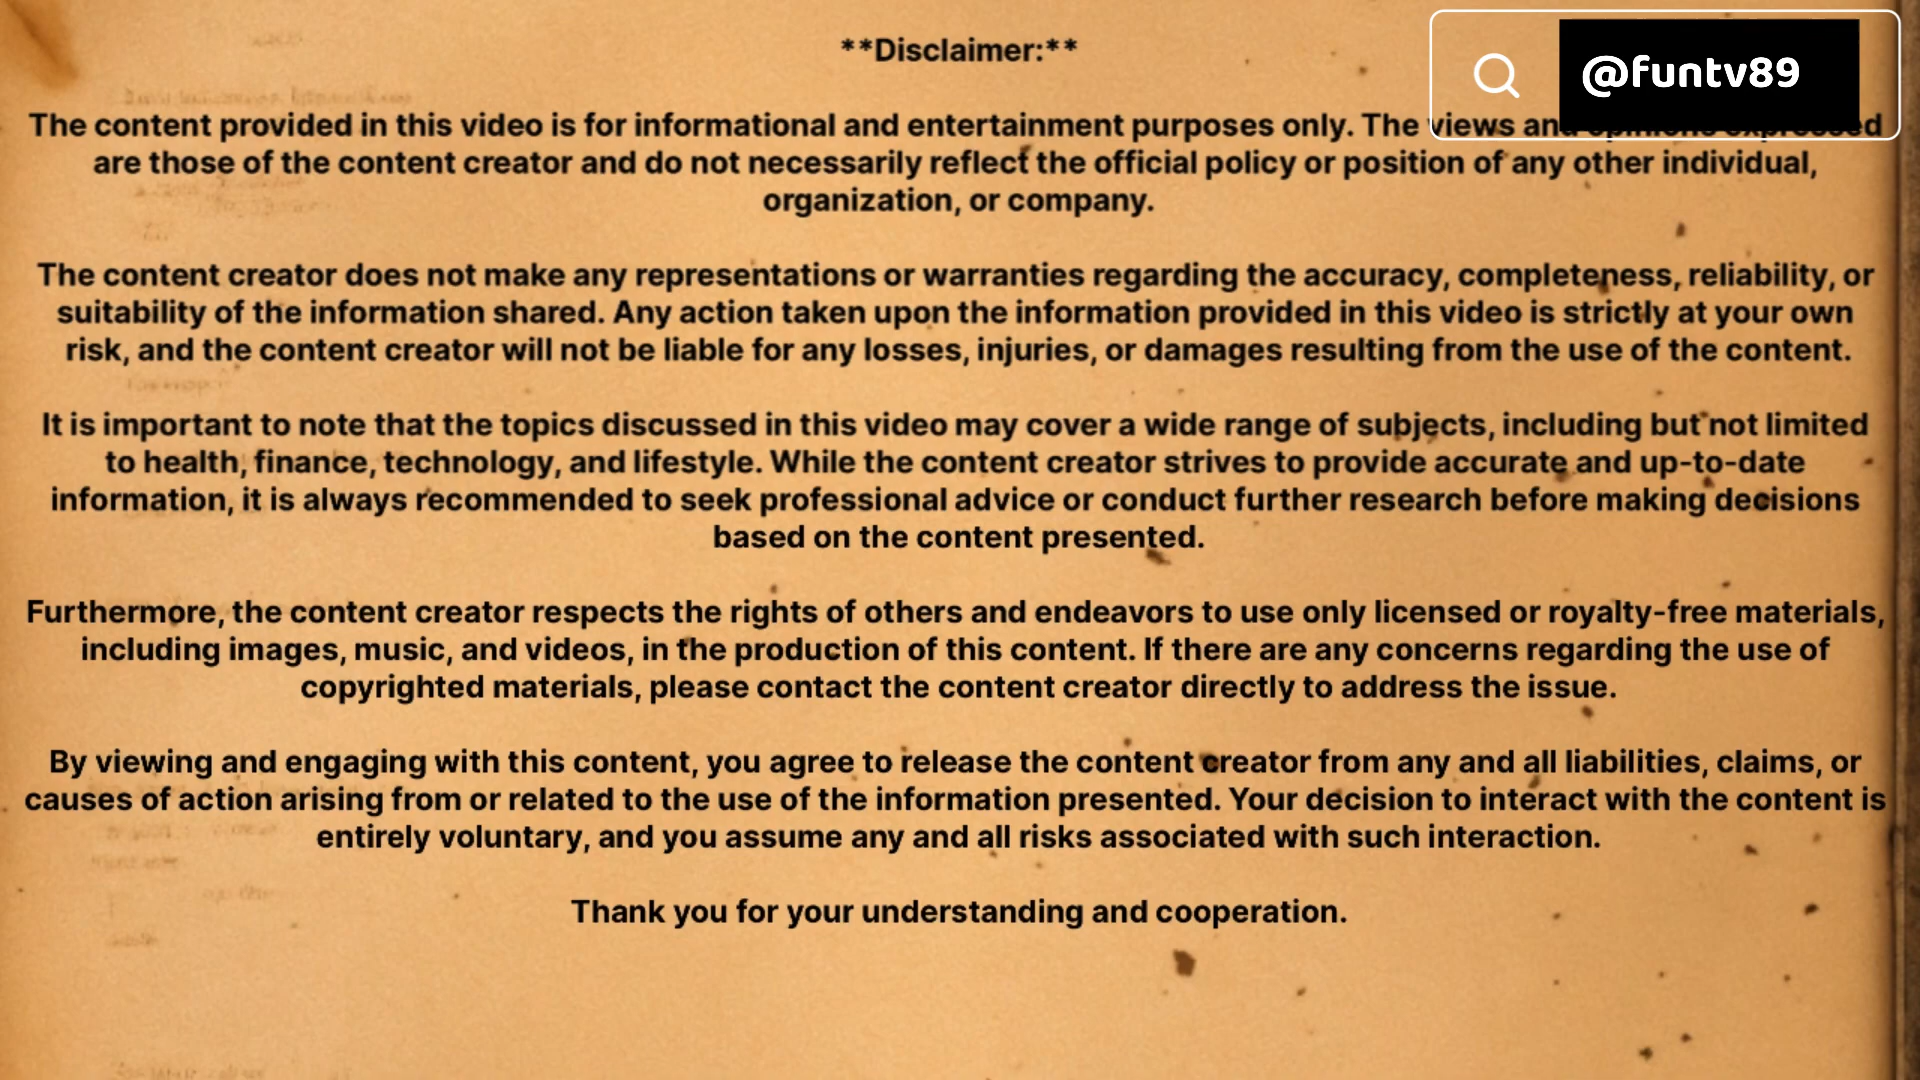 **Disclaimer:**
@funtv89
The content provided in this video is for informational and entertainment purposes only. The views and opinions expressed
are those of the content creator and do not necessarily reflect the official policy or position of any other individual,
organization, or company.
The content creator does not make any representations or warranties regarding the accuracy, completeness, reliability, or
suitability of the information shared. Any action taken upon the information provided in this video is strictly at your own
risk, and the content creator will not be liable for any losses, injuries, or damages resulting from the use of the content.
It is important to note that the topics discussed in this video may cover a wide range of subjects, including but not limited
to health, finance, technology, and lifestyle. While the content creator strives to provide accurate and up-to-date
information, it is always recommended to seek professional advice or conduct further research before making decisions
based on the content presented.
Furthermore, the content creator respects the rights of others and endeavors to use only licensed or royalty-free materials,
including images, music, and videos, in the production of this content. If there are any concerns regarding the use of
copyrighted materials, please contact the content creator directly to address the issue.
By viewing and engaging with this content, you agree to release the content creator from any and all liabilities, claims, or
causes of action arising from or related to the use of the information presented. Your decision to interact with the content is
entirely voluntary, and you assume any and all risks associated with such interaction.
Thank you for your understanding and cooperation.